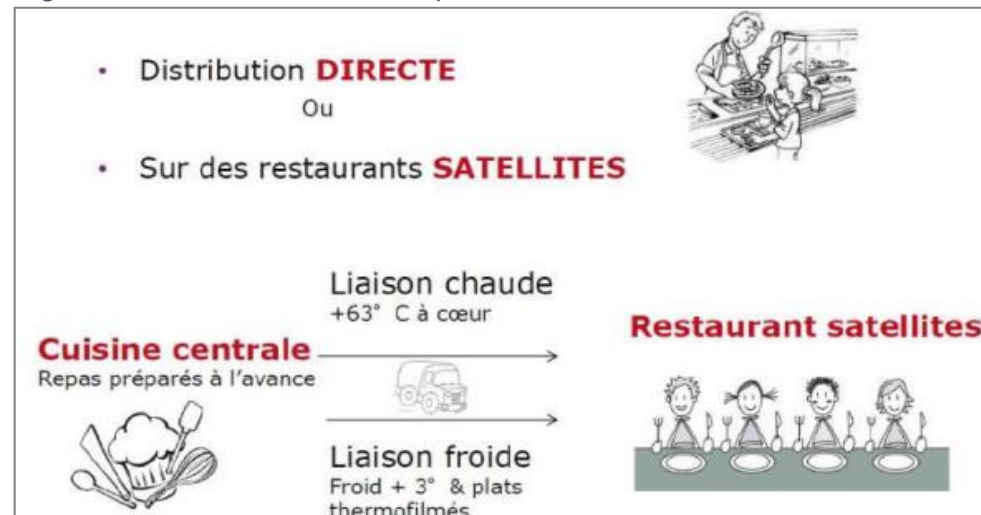 • Distribution DIRECTE
Ou
• Sur des restaurants SATELLITES
Liaison chaude
+63° C à cœur
Cuisine centrale
Repas préparés à l'avance
Restaurant satellites
Liaison froide
Froid + 3° & plats
thermofilmés